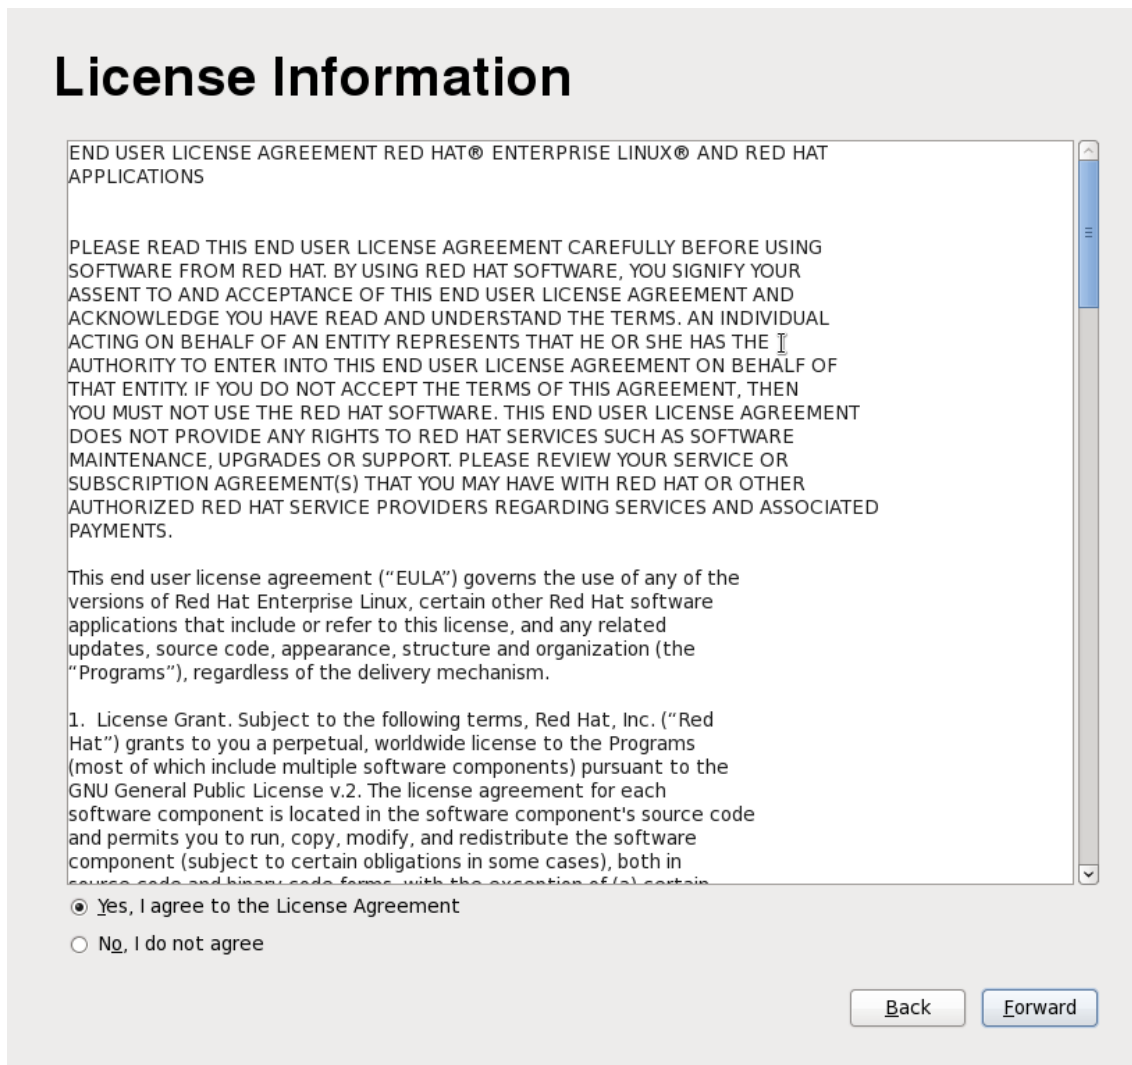 License Information
END USER LICENSE AGREEMENT RED HAT® ENTERPRISE LINUX® AND RED HAT
APPLICATIONS
PLEASE READ THIS END USER LICENSE AGREEMENT CAREFULLY BEFORE USING
SOFTWARE FROM RED HAT. BY USING RED HAT SOFTWARE, YOU SIGNIFY YOUR
ASSENT TO AND ACCEPTANCE OF THIS END USER LICENSE AGREEMENT AND
ACKNOWLEDGE YOU HAVE READ AND UNDERSTAND THE TERMS. AN INDIVIDUAL
ACTING ON BEHALF OF AN ENTITY REPRESENTS THAT HE OR SHE HAS THE
AUTHORITY TO ENTER INTO THIS END USER LICENSE AGREEMENT ON BEHALF OF
THAT ENTITY. IF YOU DO NOT ACCEPT THE TERMS OF THIS AGREEMENT, THEN
YOU MUST NOT USE THE RED HAT SOFTWARE. THIS END USER LICENSE AGREEMENT
DOES NOT PROVIDE ANY RIGHTS TO RED HAT SERVICES SUCH AS SOFTWARE
MAINTENANCE, UPGRADES OR SUPPORT. PLEASE REVIEW YOUR SERVICE OR
SUBSCRIPTION AGREEMENT(S) THAT YOU MAY HAVE WITH RED HAT OR OTHER
AUTHORIZED RED HAT SERVICE PROVIDERS REGARDING SERVICES AND ASSOCIATED
PAYMENTS.
This end user license agreement (“EULA”) governs the use of any of the
versions of Red Hat Enterprise Linux, certain other Red Hat software
applications that include or refer to this license, and any related
updates, source code, appearance, structure and organization (the
“Programs”), regardless of the delivery mechanism.
1.  License Grant. Subject to the following terms, Red Hat, Inc. (“Red
Hat”) grants to you a perpetual, worldwide license to the Programs
(most of which include multiple software components) pursuant to the
GNU General Public License v.2. The license agreement for each
software component is located in the software component's source code
and permits you to run, copy, modify, and redistribute the software
component (subject to certain obligations in some cases), both in
source code and binary code forms, with the exception of (a) certain
Yes, I agree to the License Agreement
No, I do not agree
Back
Forward